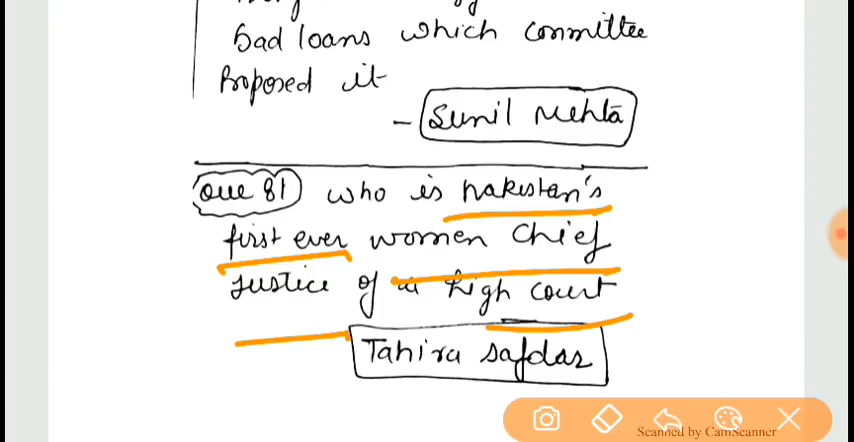 bad loans which committee
Proposed it
- Sunil Mehta
Que 81 who is Pakistan's
first ever women Chief
Justice of a high court
Tahira Safdar
Scanned by CamScanner